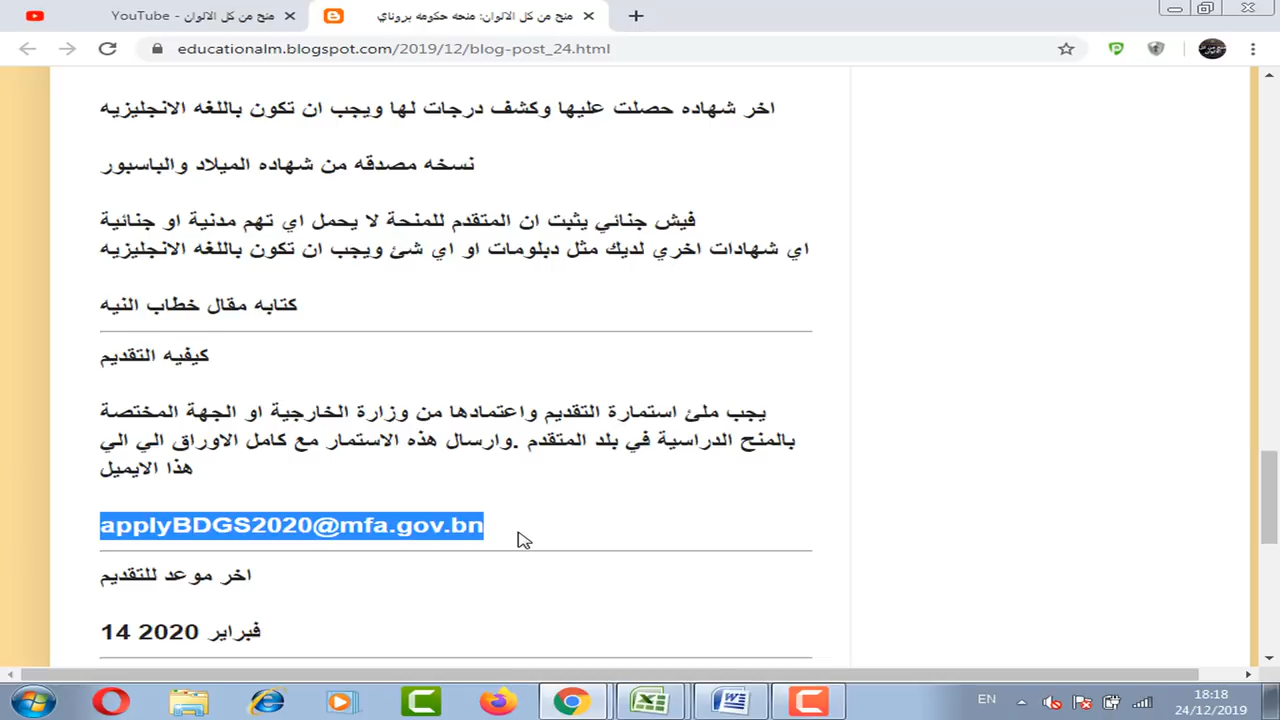 منح من كل الالوان - YouTube
منح من كل الالوان: منحه حكومه بروناي
educationalm.blogspot.com/2019/12/blog-post_24.html
اخر شهاده حصلت عليها وكشف درجات لها ويجب ان تكون باللغه الانجليزيه
نسخه مصدقه من شهاده الميلاد والباسبور
فيش جنائي يثبت ان المتقدم للمنحة لا يحمل اي تهم مدنية او جنائية
اي شهادات اخري لديك مثل دبلومات او اي شئ ويجب ان تكون باللغه الانجليزيه
كتابه مقال خطاب النيه
كيفيه التقديم
يجب ملئ استمارة التقديم واعتمادها من وزارة الخارجية او الجهة المختصة
بالمنح الدراسية في بلد المتقدم .وارسال هذه الاستمار مع كامل الاوراق الي الي
هذا الايميل
applyBDGS2020@mfa.gov.bn
اخر موعد للتقديم
14 فبراير 2020
EN
18:18
24/12/2019